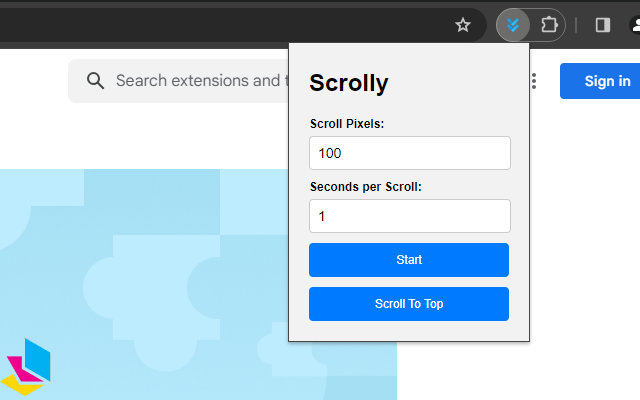 Search extensions and t
Sign in
Scrolly
Scroll Pixels:
100
Seconds per Scroll:
1
Start
Scroll To Top